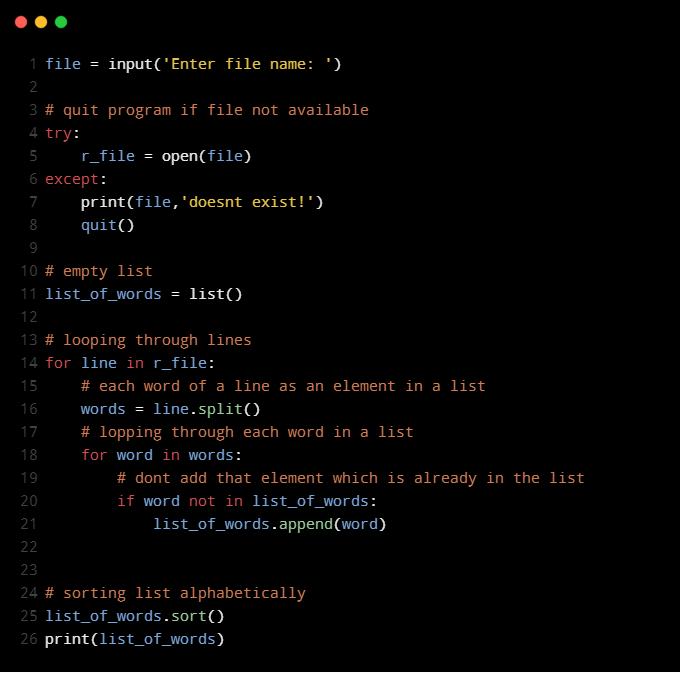 1 file = input('Enter file name: ')
2
3 # quit program if file not available
4 try:
5     r_file = open(file)
6 except:
7     print(file,'doesnt exist!')
8     quit()
9
10 # empty list
11 list_of_words = list()
12
13 # looping through lines
14 for line in r_file:
15     # each word of a line as an element in a list
16     words = line.split()
17     # lopping through each word in a list
18     for word in words:
19         # dont add that element which is already in the list
20         if word not in list_of_words:
21             list_of_words.append(word)
22
23
24 # sorting list alphabetically
25 list_of_words.sort()
26 print(list_of_words)